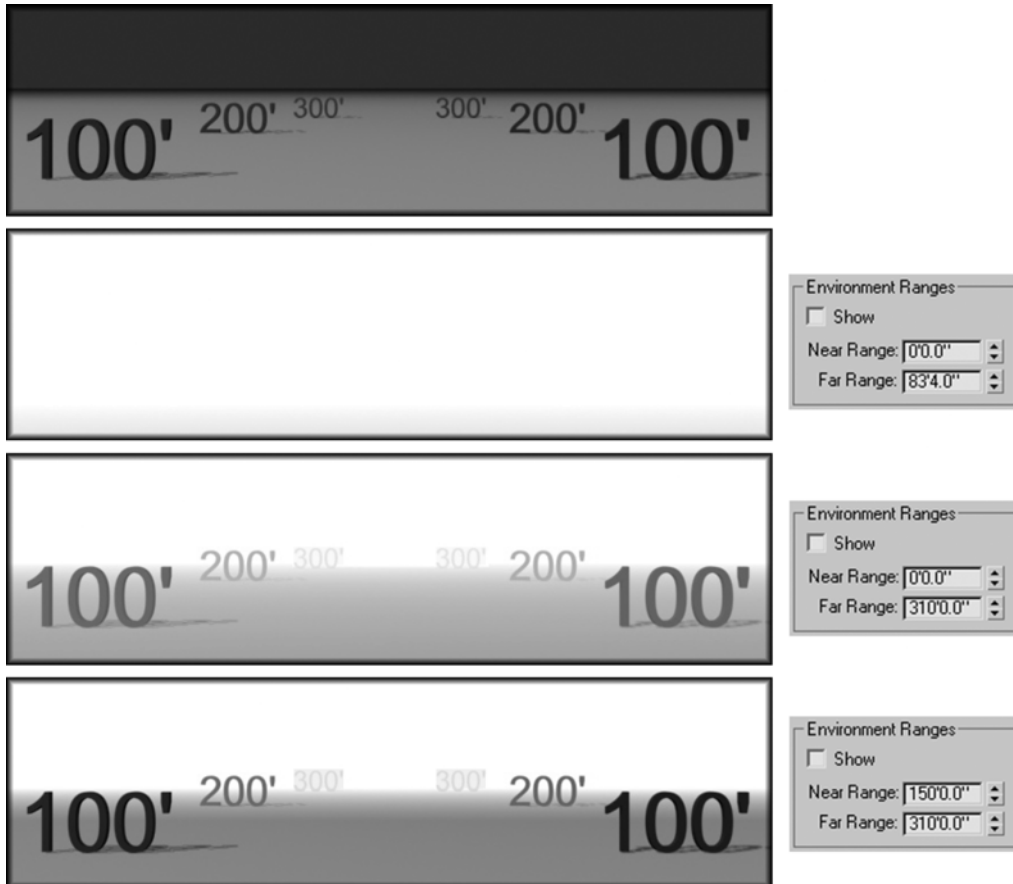 100' 200' 300' 300' 200' 100'
Environment Ranges
Show
Near Range: 0'0.0"
Far Range: 83'4.0"
100' 200' 300' 300' 200' 100'
Environment Ranges
Show
Near Range: 0'0.0"
Far Range: 310'0.0"
100' 200' 300' 300' 200' 100'
Environment Ranges
Show
Near Range: 150'0.0"
Far Range: 310'0.0"